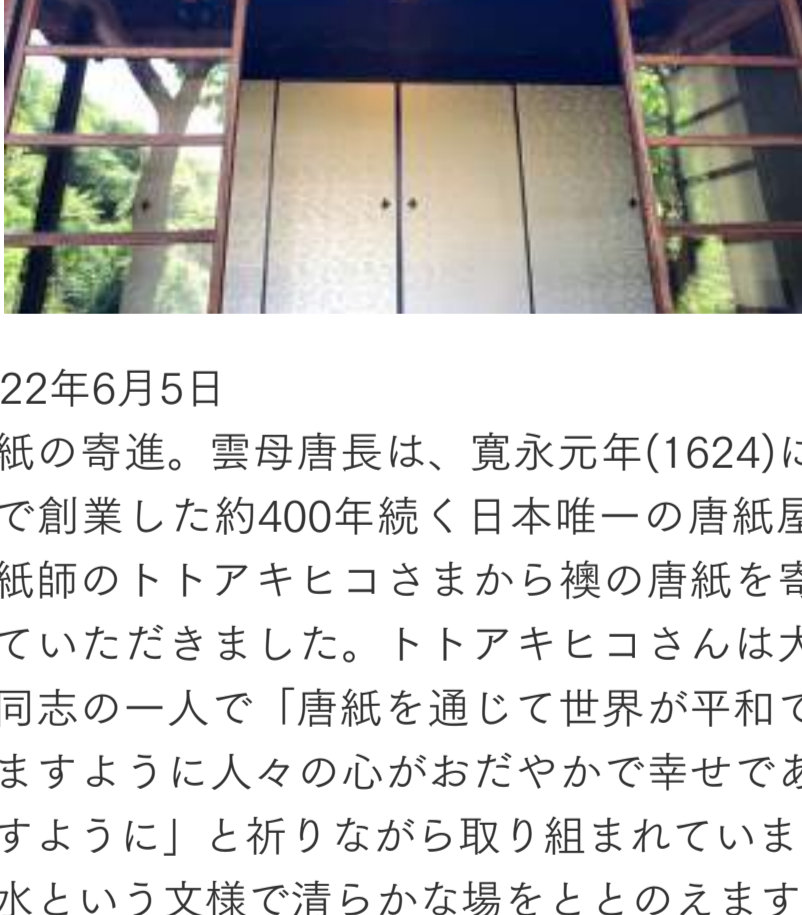 22年6月5日
紙の寄進。雲母唐長は、寛永元年(1624)に
で創業した約400年続く日本唯一の唐紙屋
紙師のトトアキヒコさまから襖の唐紙を寄
ていただきました。トトアキヒコさんは大
同志の一人で「唐紙を通じて世界が平和で
ますように人々の心がおだやかで幸せであ
すように」と祈りながら取り組まれていま
水という文様で清らかな場をととのえます